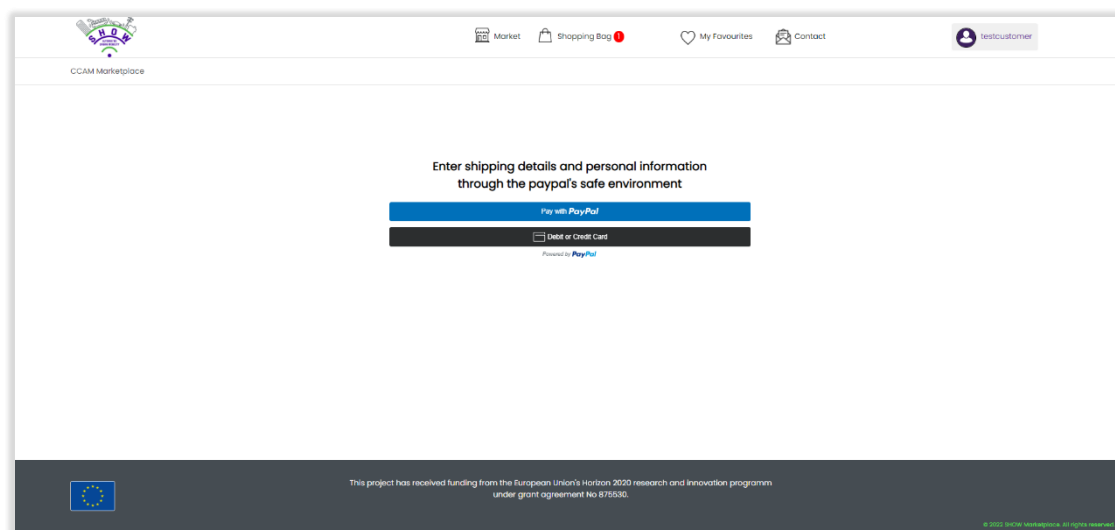 SHOW
Market
Shopping Bag 1
My Favourites
Contact
testcustomer
CCAM Marketplace
Enter shipping details and personal information
through the paypal's safe environment
Pay with PayPal
Debit or Credit Card
Powered by PayPal
This project has received funding from the European Union's Horizon 2020 research and innovation programm
under grant agreement No 875530.
© 2022 SHOW Marketplace. All rights reserved